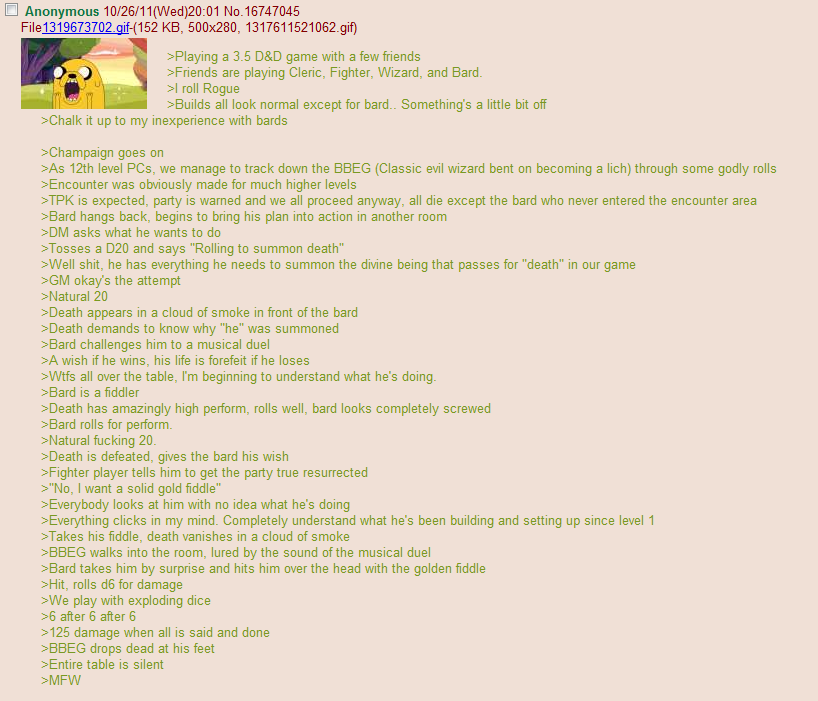 Anonymous 10/26/11(Wed)20:01 No.16747045
File1319673702.gif-(152 KB, 500x280, 1317611521062.gif)
>Playing a 3.5 D&D game with a few friends
>Friends are playing Cleric, Fighter, Wizard, and Bard.
>I roll Rogue
>Builds all look normal except for bard.. Something's a little bit off
>Chalk it up to my inexperience with bards
>Champaign goes on
>As 12th level PCs, we manage to track down the BBEG (Classic evil wizard bent on becoming a lich) through some godly rolls
>Encounter was obviously made for much higher levels
>TPK is expected, party is warned and we all proceed anyway, all die except the bard who never entered the encounter area
>Bard hangs back, begins to bring his plan into action in another room
>DM asks what he wants to do
>Tosses a D20 and says "Rolling to summon death"
>Well shit, he has everything he needs to summon the divine being that passes for "death" in our game
>GM okay's the attempt
>Natural 20
>Death appears in a cloud of smoke in front of the bard
>Death demands to know why "he" was summoned
>Bard challenges him to a musical duel
>A wish if he wins, his life is forefeit if he loses
>Wtfs all over the table, I'm beginning to understand what he's doing.
>Bard is a fiddler
>Death has amazingly high perform, rolls well, bard looks completely screwed
>Bard rolls for perform.
>Natural fucking 20.
>Death is defeated, gives the bard his wish
>Fighter player tells him to get the party true resurrected
>"No, I want a solid gold fiddle"
>Everybody looks at him with no idea what he's doing
>Everything clicks in my mind. Completely understand what he's been building and setting up since level 1
>Takes his fiddle, death vanishes in a cloud of smoke
>BBEG walks into the room, lured by the sound of the musical duel
>Bard takes him by surprise and hits him over the head with the golden fiddle
>Hit, rolls d6 for damage
>We play with exploding dice
>6 after 6 after 6
>125 damage when all is said and done
>BBEG drops dead at his feet
>Entire table is silent
>MFW